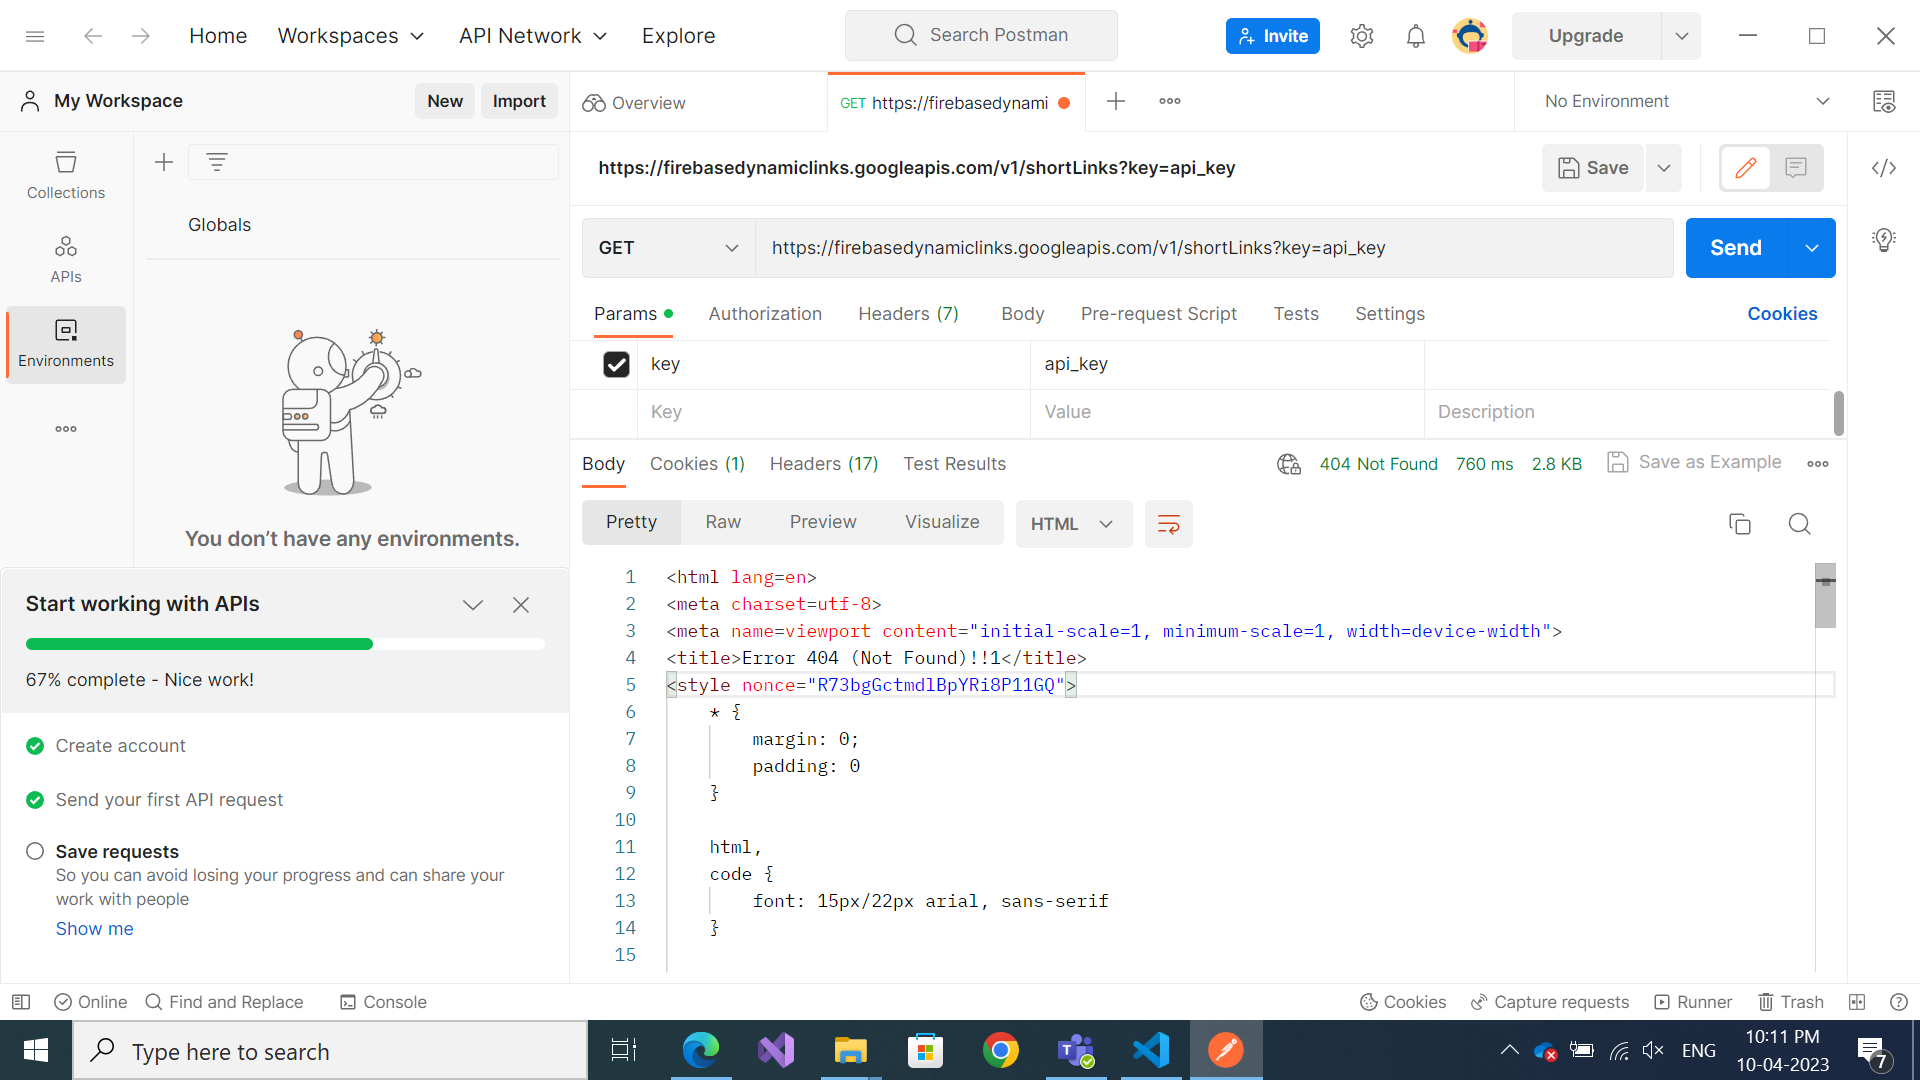 Home Workspaces API Network Explore
Search Postman
Invite
Upgrade
My Workspace
New Import
Overview
GET https://firebasedynami
No Environment
Collections
APIs
Environments
Globals
You don’t have any environments.
https://firebasedynamiclinks.googleapis.com/v1/shortLinks?key=api_key
Save
GET https://firebasedynamiclinks.googleapis.com/v1/shortLinks?key=api_key
Send
Params Authorization Headers (7) Body Pre-request Script Tests Settings Cookies
key api_key
Key Value Description
Body Cookies (1) Headers (17) Test Results
404 Not Found 760 ms 2.8 KB Save as Example
Pretty Raw Preview Visualize HTML
1 <html lang=en>
2 <meta charset=utf-8>
3 <meta name=viewport content="initial-scale=1, minimum-scale=1, width=device-width">
4 <title>Error 404 (Not Found)!!1</title>
5 <style nonce="R73bgGctmdlBpYRi8P11GQ">
6 * {
7 margin: 0;
8 padding: 0
9 }
10
11 html,
12 code {
13 font: 15px/22px arial, sans-serif
14 }
15
Start working with APIs
67% complete - Nice work!
Create account
Send your first API request
Save requests
So you can avoid losing your progress and can share your
work with people
Show me
Online Find and Replace Console
Cookies Capture requests Runner Trash
Type here to search
ENG
10:11 PM
10-04-2023
7